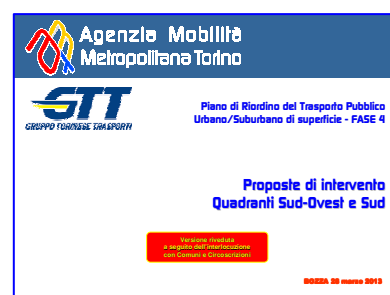 Agenzia Mobilità
Metropolitana Torino
GTT
GRUPPO TORINESE TRASPORTI
Piano di Riordino del Trasporto Pubblico
Urbano/Suburbano di superficie - FASE 4
Proposte di intervento
Quadranti Sud-Ovest e Sud
Versione riveduta
a seguito dell'interlocuzione
con Comuni e Circoscrizioni
BOZZA 28 marzo 2013